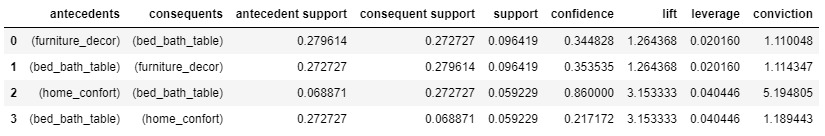 antecedents consequents antecedent support consequent support support confidence lift leverage conviction
0 (furniture_decor) (bed_bath_table) 0.279614 0.272727 0.096419 0.344828 1.264368 0.020160 1.110048
1 (bed_bath_table) (furniture_decor) 0.272727 0.279614 0.096419 0.353535 1.264368 0.020160 1.114347
2 (home_confort) (bed_bath_table) 0.068871 0.272727 0.059229 0.860000 3.153333 0.040446 5.194805
3 (bed_bath_table) (home_confort) 0.272727 0.068871 0.059229 0.217172 3.153333 0.040446 1.189443